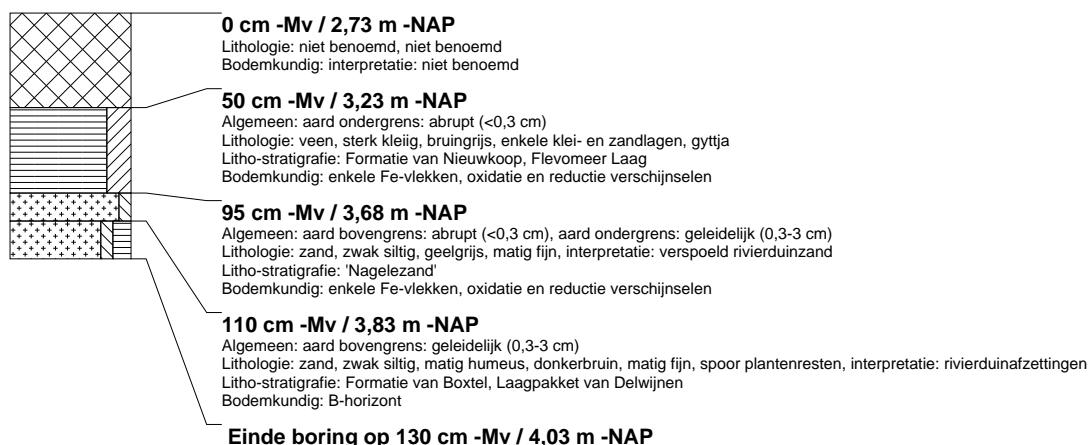 0 cm -Mv / 2,73 m -NAP
Lithologie: niet benoemd, niet benoemd
Bodemkundig: interpretatie: niet benoemd
50 cm -Mv / 3,23 m -NAP
Algemeen: aard ondergrens: abrupt (<0,3 cm)
Lithologie: veen, sterk kleiig, bruingrijs, enkele klei- en zandlagen, gyttja
Litho-stratigrafie: Formatie van Nieuwkoop, Flevomeer Laag
Bodemkundig: enkele Fe-vlekken, oxidatie en reductie verschijnselen
95 cm -Mv / 3,68 m -NAP
Algemeen: aard bovengrens: abrupt (<0,3 cm), aard ondergrens: geleidelijk (0,3-3 cm)
Lithologie: zand, zwak siltig, geelgrijs, matig fijn, interpretatie: verspoeld rivierduinzand
Litho-stratigrafie: 'Nagelezand'
Bodemkundig: enkele Fe-vlekken, oxidatie en reductie verschijnselen
110 cm -Mv / 3,83 m -NAP
Algemeen: aard bovengrens: geleidelijk (0,3-3 cm)
Lithologie: zand, zwak siltig, matig humeus, donkerbruin, matig fijn, spoor plantenresten, interpretatie: rivierduinafzettingen
Litho-stratigrafie: Formatie van Boxtel, Laagpakket van Delwijnen
Bodemkundig: B-horizont
Einde boring op 130 cm -Mv / 4,03 m -NAP